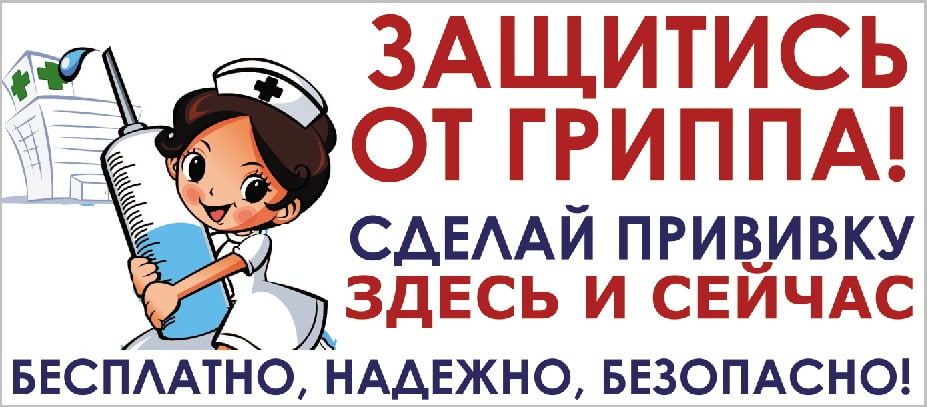 ЗАЩИТИСЬ
ОТ ГРИППА!
СДЕЛАЙ ПРИВИВКУ
ЗДЕСЬ И СЕЙЧАС
БЕСПЛАТНО, НАДЕЖНО, БЕЗОПАСНО!